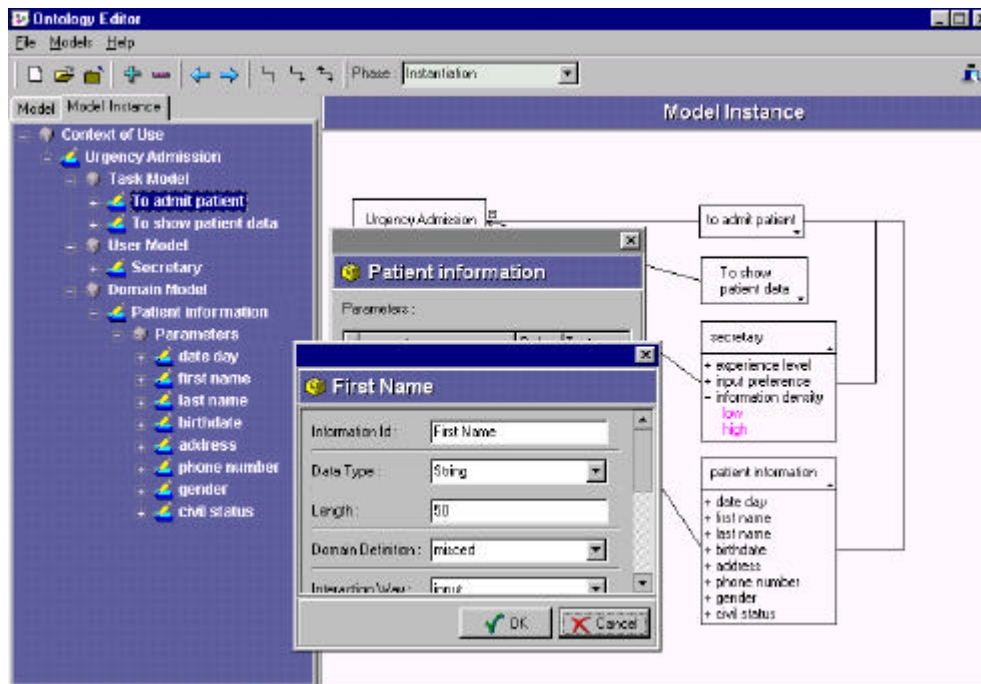 Ontology Editor
File Models Help
Phase: Instantiation
Model Model Instance
Model Instance
Context of Use
Urgency Admission
Task Model
To admit patient
To show patient data
User Model
Secretary
Domain Model
Patient information
Parameters
date day
first name
last name
birthdate
address
phone number
gender
civil status
Urgency Admission
to admit patient
To show
patient data
secretary
+ experience level
+ input preference
- information density
low
high
patient information
+ date day
+ first name
+ last name
+ birthdate
+ address
+ phone number
+ gender
+ civil status
Patient information
Parameters :
First Name
Information Id : First Name
Data Type : String
Length : 50
Domain Definition : misced
Interaction Way : input
OK Cancel